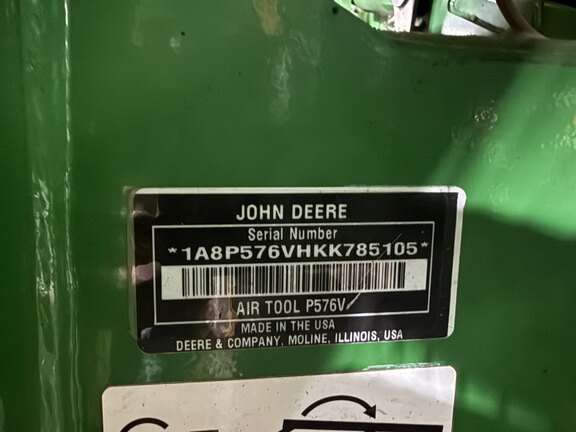 JOHN DEERE
Serial Number
*1A8P576VHKK785105*
AIR TOOL P576V
MADE IN THE USA
DEERE & COMPANY, MOLINE, ILLINOIS, USA